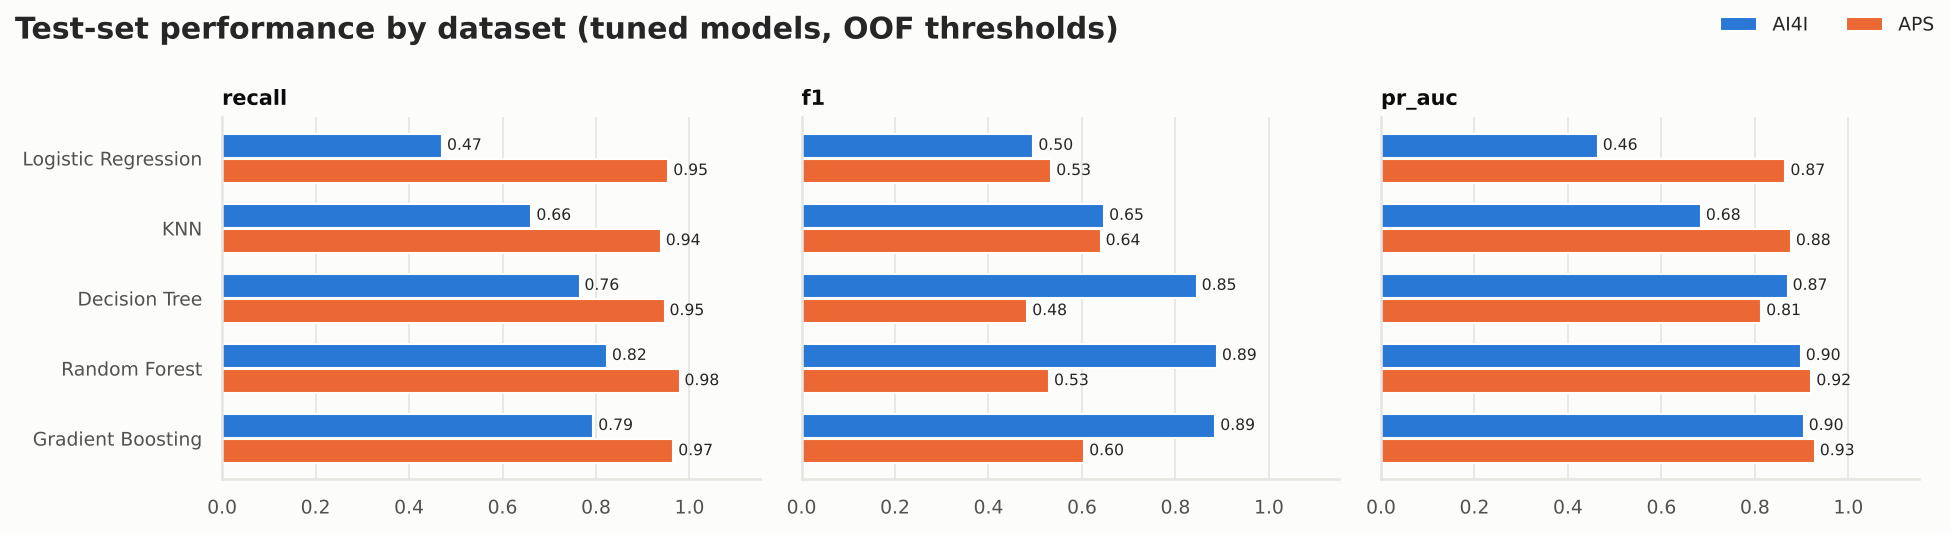 Test-set performance by dataset (tuned models, OOF thresholds)
AI4I APS
recall f1 pr_auc
Logistic Regression 0.47 0.50 0.46
0.95 0.53 0.87
KNN 0.66 0.65 0.68
0.94 0.64 0.88
Decision Tree 0.76 0.85 0.87
0.95 0.48 0.81
Random Forest 0.82 0.89 0.90
0.98 0.53 0.92
Gradient Boosting 0.79 0.89 0.90
0.97 0.60 0.93
0.0 0.2 0.4 0.6 0.8 1.0 0.0 0.2 0.4 0.6 0.8 1.0 0.0 0.2 0.4 0.6 0.8 1.0